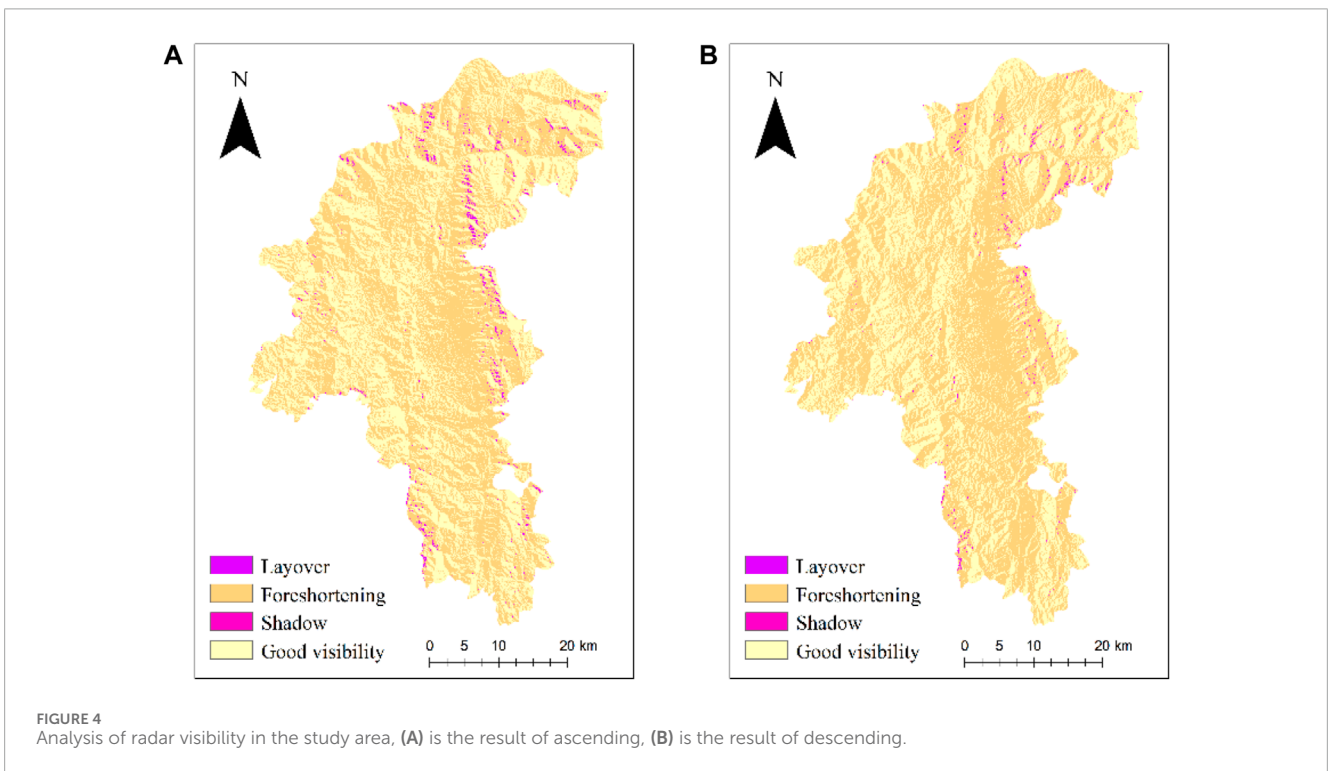 A
N
Layover
Foreshortening
Shadow
Good visibility
0 5 10 20 km
B
N
Layover
Foreshortening
Shadow
Good visibility
0 5 10 20 km
FIGURE 4
Analysis of radar visibility in the study area, (A) is the result of ascending, (B) is the result of descending.